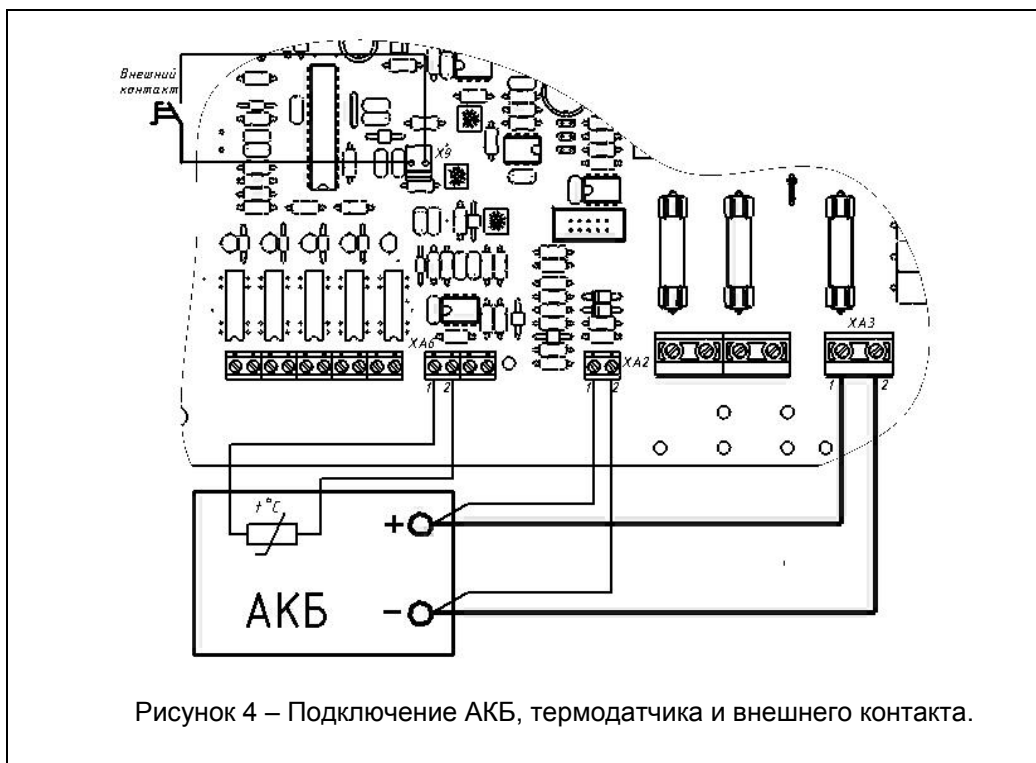 Внешний
контакт
X9
XA6
XA2
XA3
1 2
1 2
1 2
t°C
+
АКБ
-
Рисунок 4 – Подключение АКБ, термодатчика и внешнего контакта.